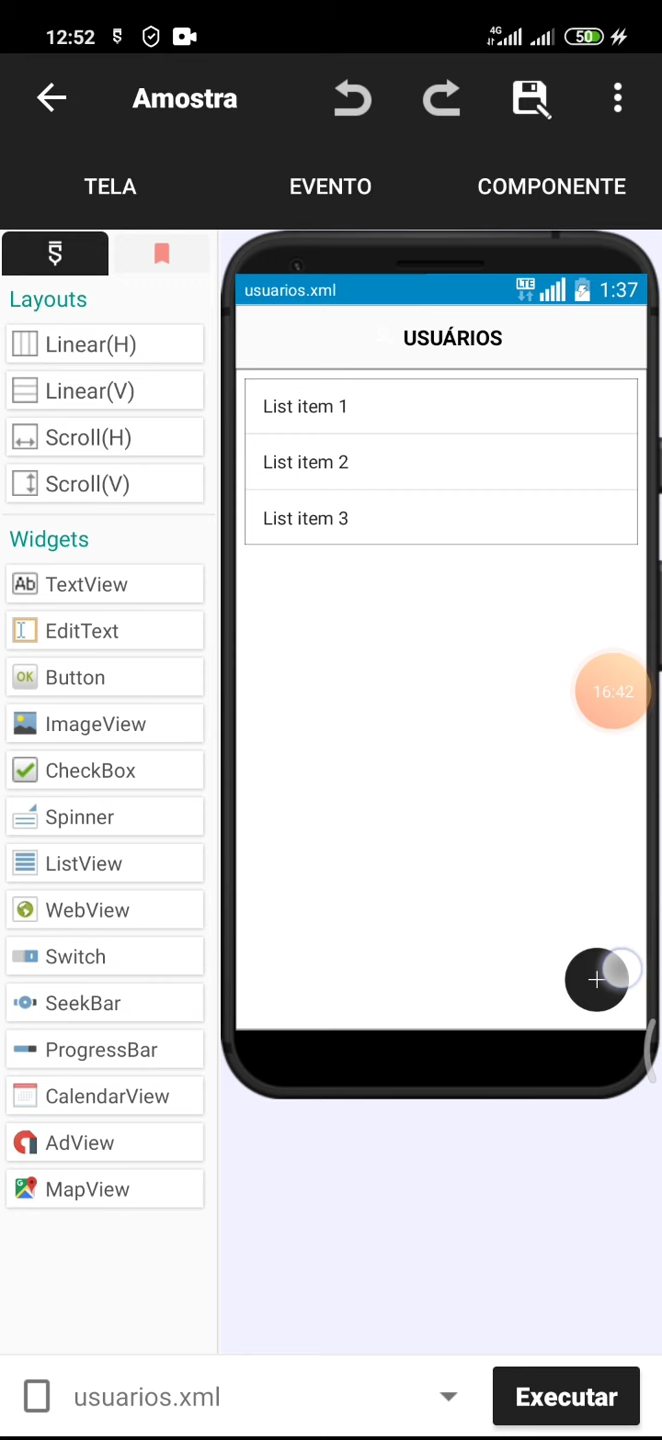 12:52 4G 50
Amostra
TELA EVENTO COMPONENTE
Layouts
Linear(H)
Linear(V)
Scroll(H)
Scroll(V)
Widgets
Ab TextView
EditText
OK Button
ImageView
CheckBox
Spinner
ListView
WebView
Switch
SeekBar
ProgressBar
CalendarView
AdView
MapView
usuarios.xml LTE 1:37
USUÁRIOS
List item 1
List item 2
List item 3
16:42
+
usuarios.xml Executar